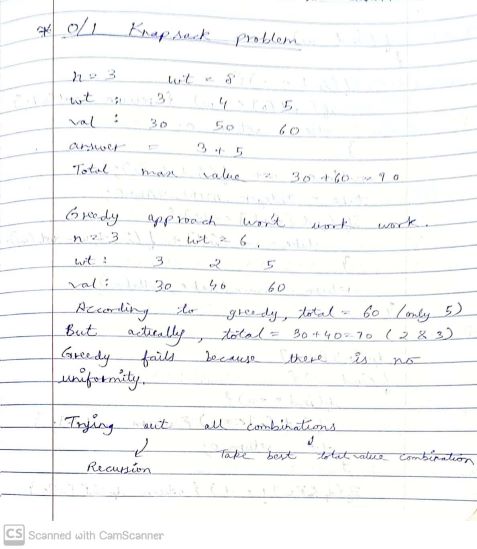 * 0/1 Knapsack problem
n = 3 wt = 8
wt : 3 4 5
val : 30 50 60
answer = 3 + 5
Total max value = 30 + 60 = 90
Greedy approach won't work work.
n = 3 wt = 6.
wt : 3 2 5
val : 30 40 60
According to greedy, total = 60 (only 5)
But actically, total = 30 + 40 = 70 (2 & 3)
Greedy fails because there is no
uniformity.
Trying out all combinations
Recursion Take best total value combination
CS Scanned with CamScanner